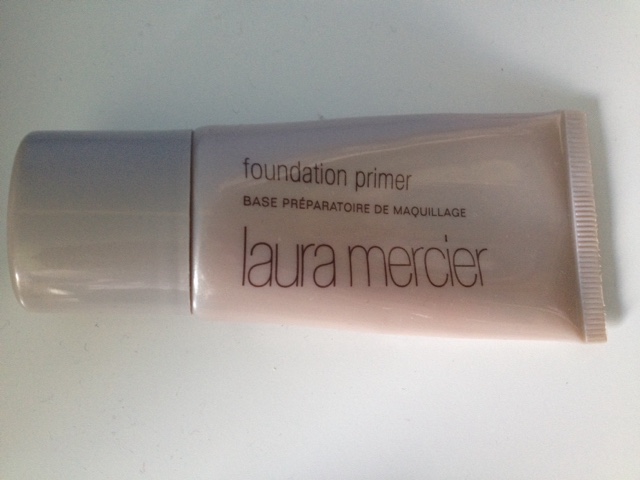 foundation primer
BASE PRÉPARATOIRE DE MAQUILLAGE
laura mercier